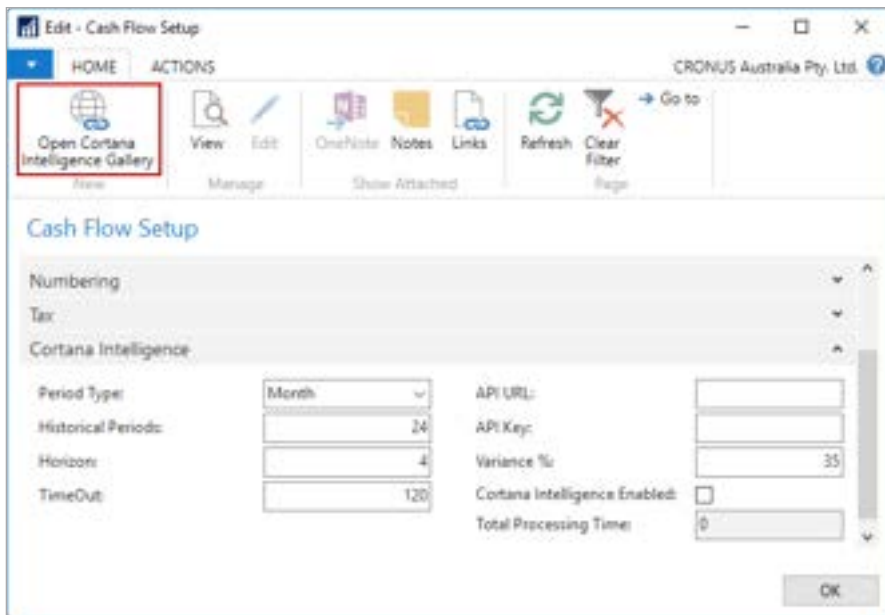 Edit - Cash Flow Setup
HOME ACTIONS CRONUS Australia Pty. Ltd. ?
Open Cortana Intelligence Gallery
View
Edit
OneNote
Notes
Links
Refresh
Clear Filter
Go to
New
Manage
Show Attached
Page
Cash Flow Setup
Numbering
Tax
Cortana Intelligence
Period Type: Month API URL:
Historical Periods: 24 API Key:
Horizon: 4 Variance %: 35
TimeOut: 120 Cortana Intelligence Enabled:
Total Processing Time: 0
OK